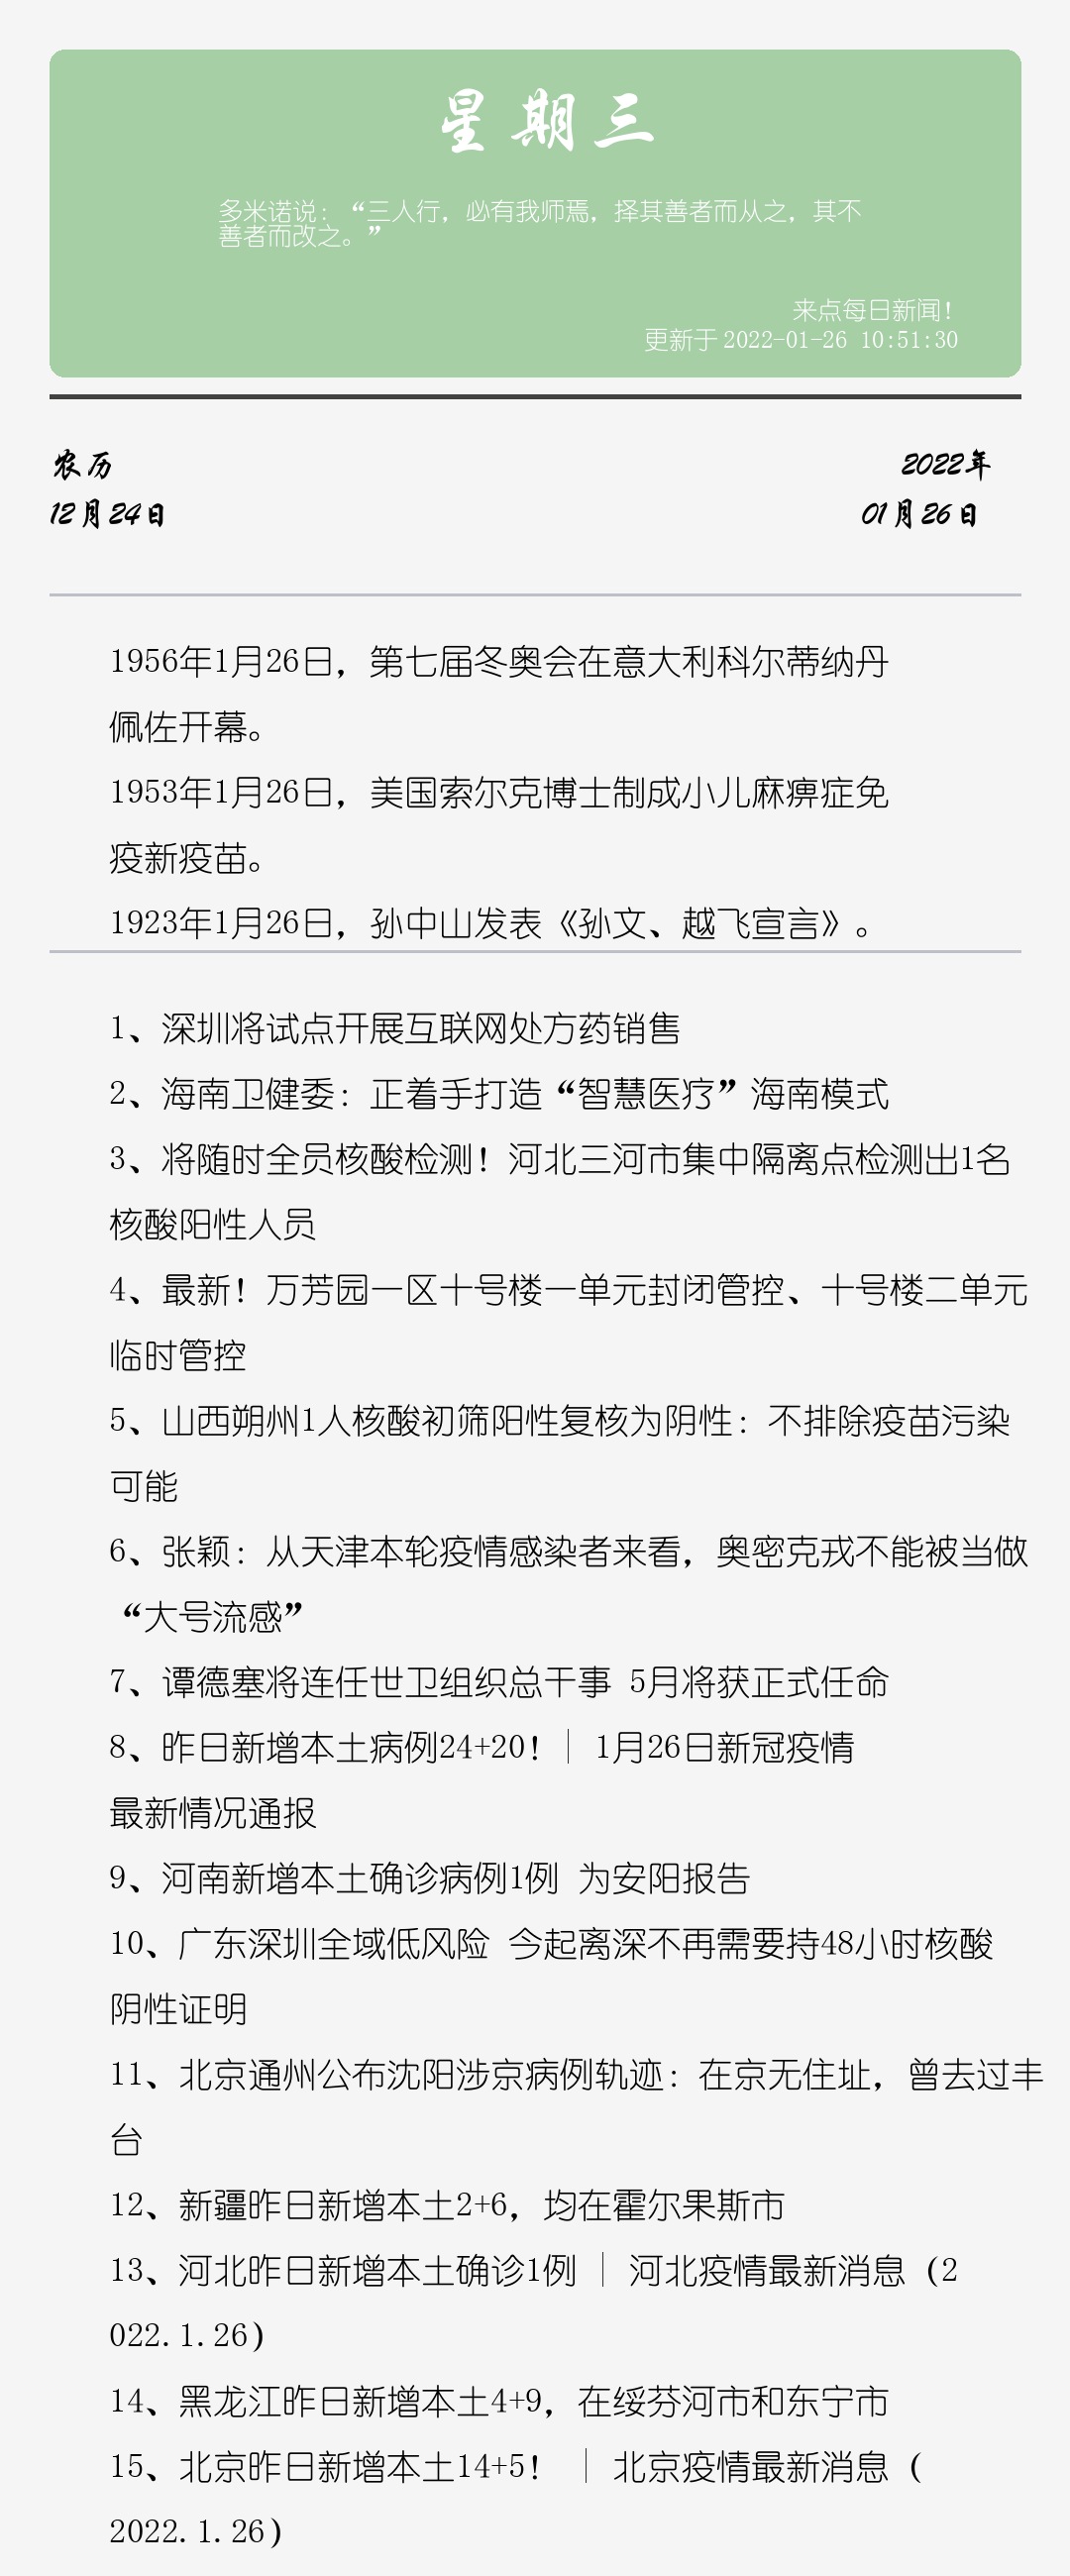 星期三
多米诺说：“三人行，必有我师焉，择其善者而从之，其不
善者而改之。”
来点每日新闻！
更新于 2022-01-26 10:51:30
农历
2022年
12月24日
01月26日
1956年1月26日，第七届冬奥会在意大利科尔蒂纳丹
佩佐开幕。
1953年1月26日，美国索尔克博士制成小儿麻痹症免
疫新疫苗。
1923年1月26日，孙中山发表《孙文、越飞宣言》。
1、深圳将试点开展互联网处方药销售
2、海南卫健委：正着手打造“智慧医疗”海南模式
3、将随时全员核酸检测！河北三河市集中隔离点检测出1名
核酸阳性人员
4、最新！万芳园一区十号楼一单元封闭管控、十号楼二单元
临时管控
5、山西朔州1人核酸初筛阳性复核为阴性：不排除疫苗污染
可能
6、张颖：从天津本轮疫情感染者来看，奥密克戎不能被当做
“大号流感”
7、谭德塞将连任世卫组织总干事 5月将获正式任命
8、昨日新增本土病例24+20！｜ 1月26日新冠疫情
最新情况通报
9、河南新增本土确诊病例1例 为安阳报告
10、广东深圳全域低风险 今起离深不再需要持48小时核酸
阴性证明
11、北京通州公布沈阳涉京病例轨迹：在京无住址，曾去过丰
台
12、新疆昨日新增本土2+6，均在霍尔果斯市
13、河北昨日新增本土确诊1例 ｜ 河北疫情最新消息（2
022.1.26）
14、黑龙江昨日新增本土4+9，在绥芬河市和东宁市
15、北京昨日新增本土14+5！ ｜ 北京疫情最新消息（
2022.1.26）